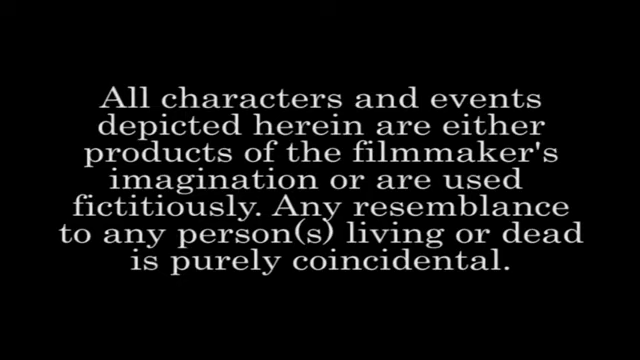 All characters and events
depicted herein are either
products of the filmmaker's
imagination or are used
fictitiously. Any resemblance
to any person(s) living or dead
is purely coincidental.